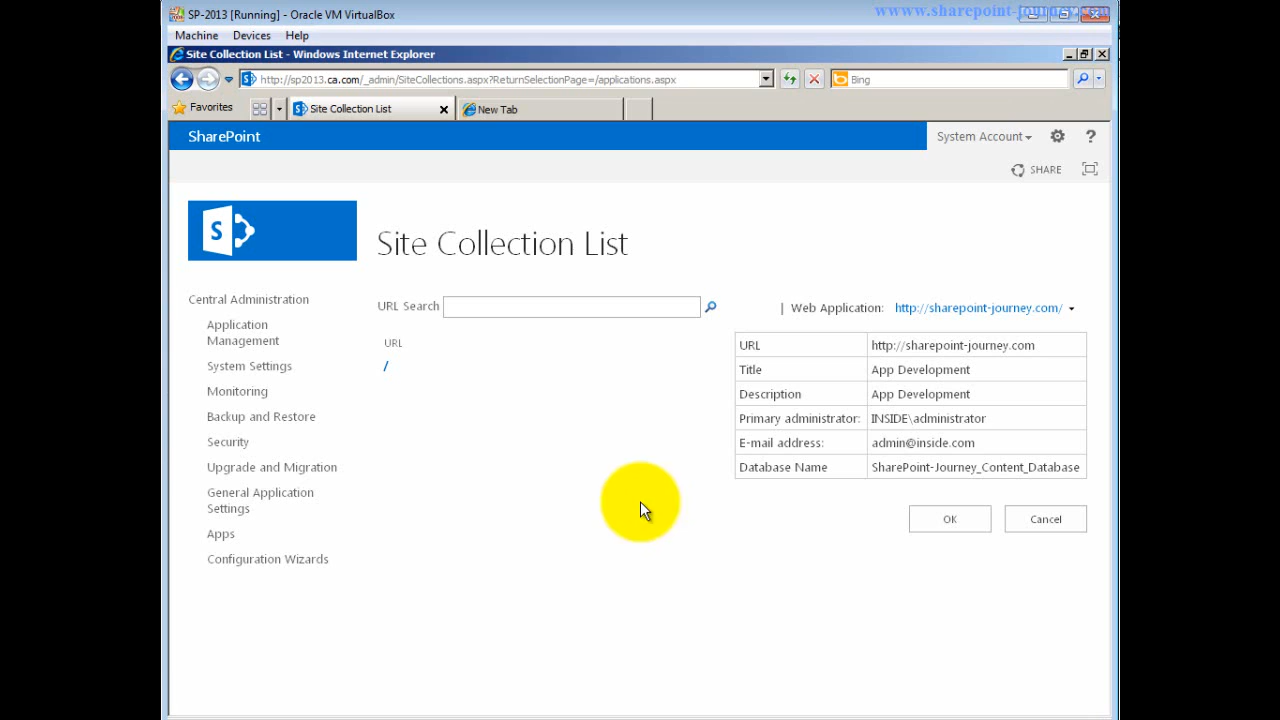 SP-2013 [Running] - Oracle VM VirtualBox
www.sharepoint-journey.com
Machine Devices Help
Site Collection List - Windows Internet Explorer
http://sp2013.ca.com/_admin/SiteCollections.aspx?ReturnSelectionPage=/applications.aspx
Bing
Favorites
Site Collection List
New Tab
SharePoint
System Account
?
SHARE
S
Site Collection List
Central Administration
Application
Management
System Settings
Monitoring
Backup and Restore
Security
Upgrade and Migration
General Application
Settings
Apps
Configuration Wizards
URL Search
| Web Application: http://sharepoint-journey.com/
URL
/
URL http://sharepoint-journey.com
Title App Development
Description App Development
Primary administrator: INSIDE\administrator
E-mail address: admin@inside.com
Database Name SharePoint-Journey_Content_Database
OK Cancel